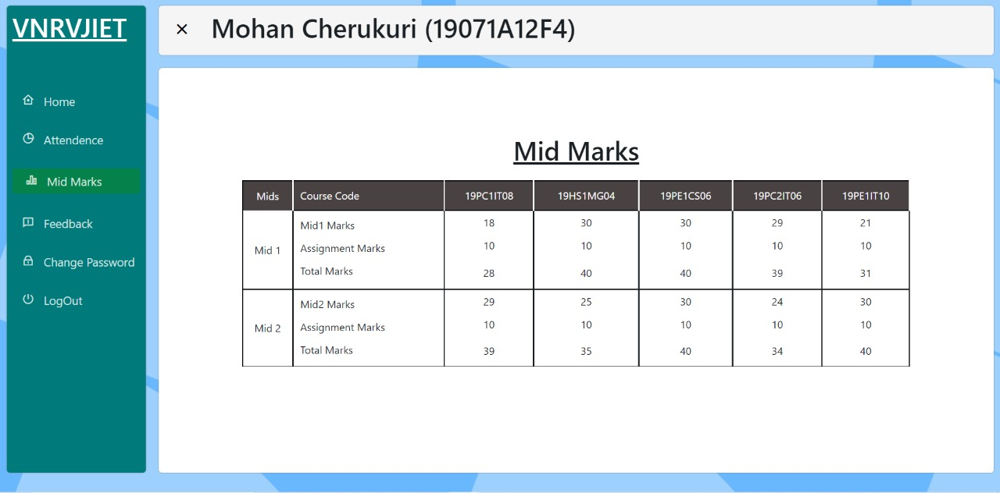 VNRVJIET
Home
Attendence
Mid Marks
Feedback
Change Password
LogOut
× Mohan Cherukuri (19071A12F4)
Mid Marks
Mids Course Code 19PC1IT08 19HS1MG04 19PE1CS06 19PC2IT06 19PE1IT10
Mid 1
Mid1 Marks 18 30 30 29 21
Assignment Marks 10 10 10 10 10
Total Marks 28 40 40 39 31
Mid 2
Mid2 Marks 29 25 30 24 30
Assignment Marks 10 10 10 10 10
Total Marks 39 35 40 34 40